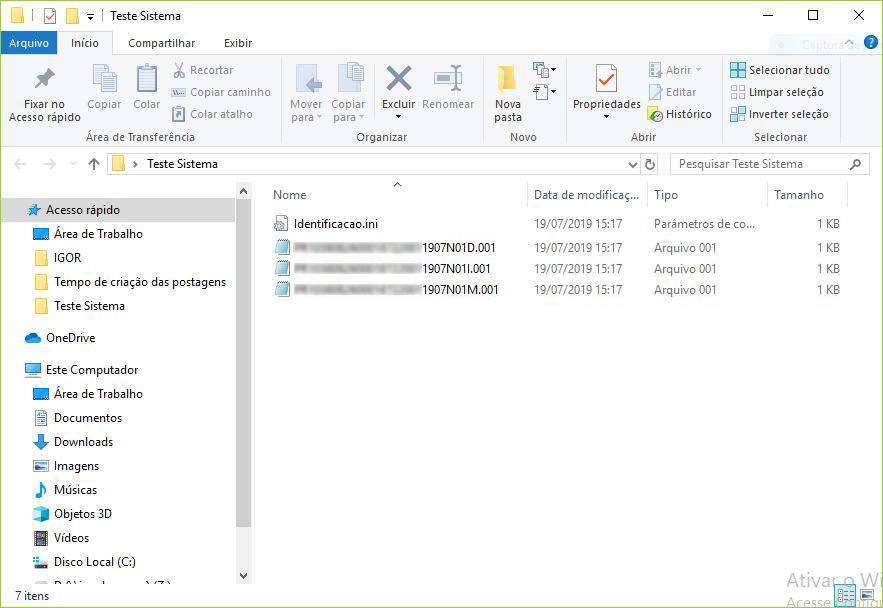 Teste Sistema
Arquivo Início Compartilhar Exibir
Fixar no Acesso rápido
Copiar
Colar
Recortar
Copiar caminho
Colar atalho
Área de Transferência
Mover para
Copiar para
Excluir
Renomear
Organizar
Nova pasta
Novo
Propriedades
Abrir
Editar
Histórico
Abrir
Selecionar tudo
Limpar seleção
Inverter seleção
Selecionar
Teste Sistema
Pesquisar Teste Sistema
Acesso rápido
Área de Trabalho
IGOR
Tempo de criação das postagens
Teste Sistema
OneDrive
Este Computador
Área de Trabalho
Documentos
Downloads
Imagens
Músicas
Objetos 3D
Vídeos
Disco Local (C:)
Nome Data de modificaç... Tipo Tamanho
Identificacao.ini 19/07/2019 15:17 Parâmetros de co... 1 KB
1907N01D.001 19/07/2019 15:17 Arquivo 001 1 KB
1907N01I.001 19/07/2019 15:17 Arquivo 001 1 KB
1907N01M.001 19/07/2019 15:17 Arquivo 001 1 KB
7 itens
Ativar o Wi
Acesse